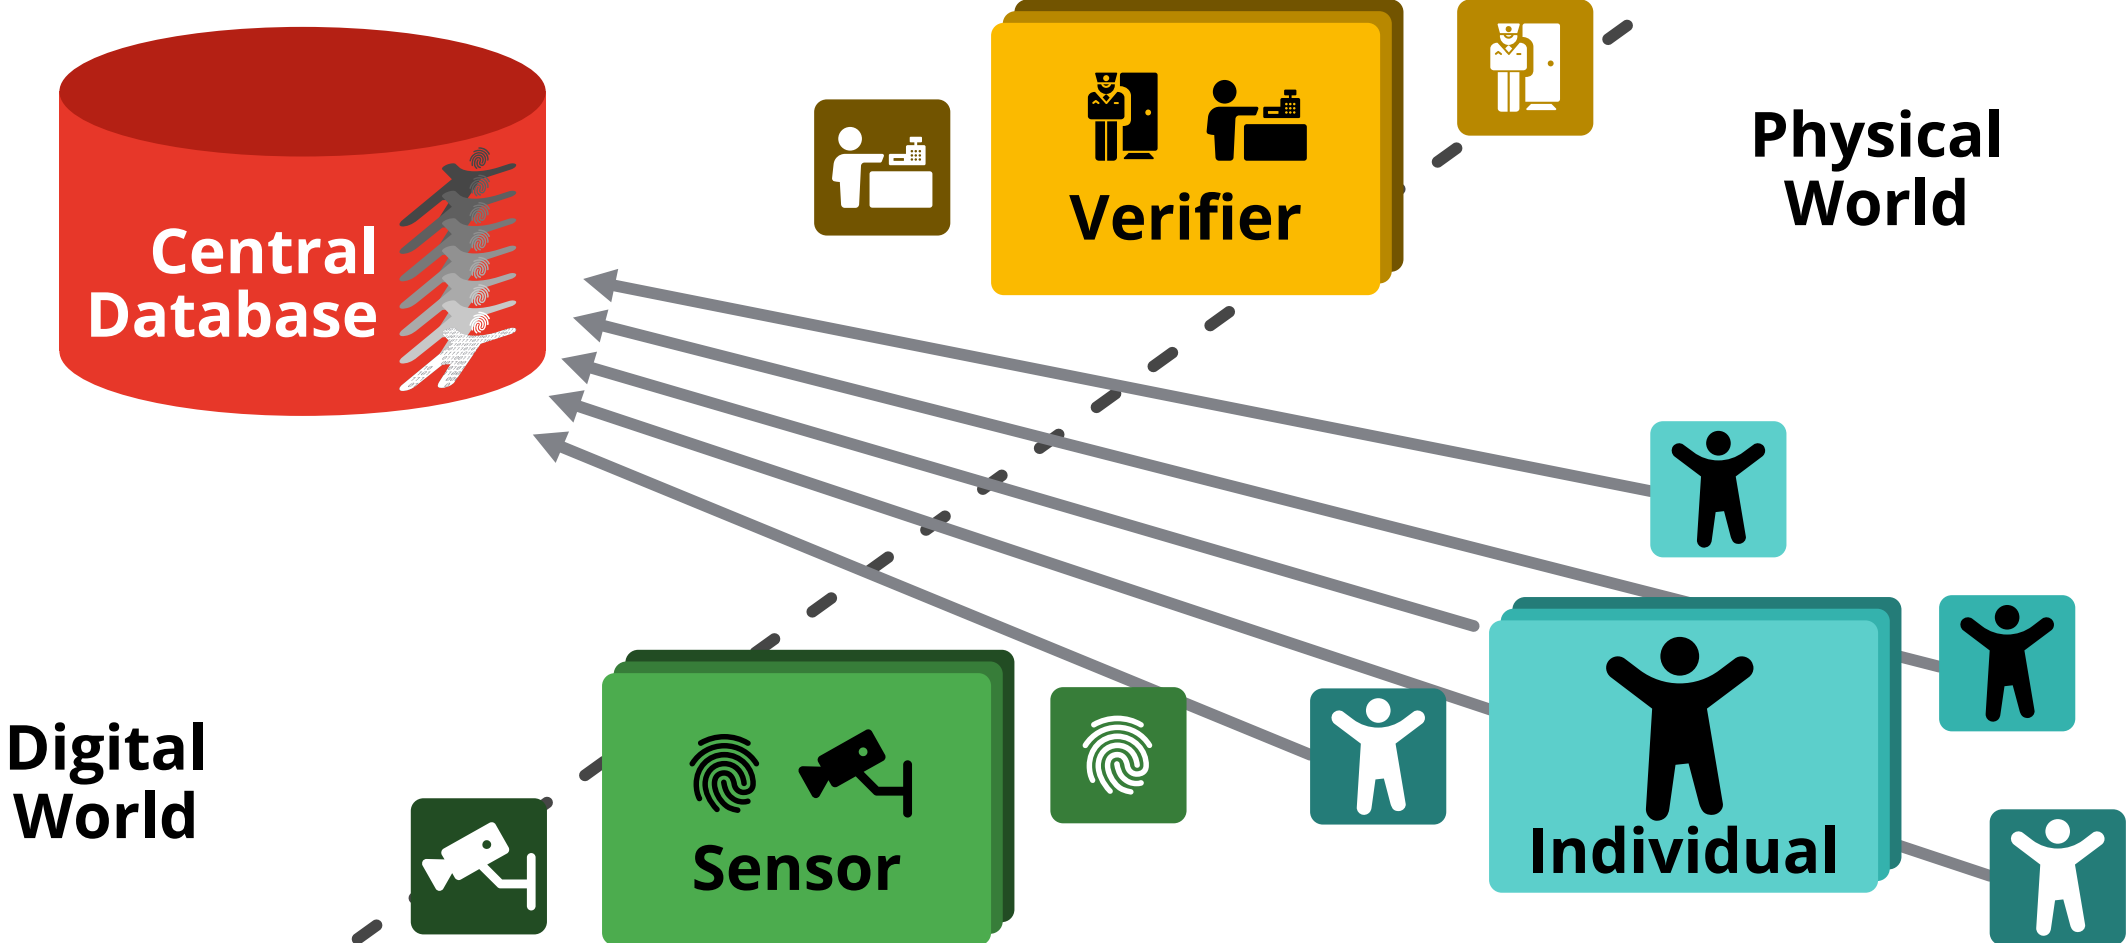 Central
Database
Verifier
Physical
World
Digital
World
Sensor
Individual